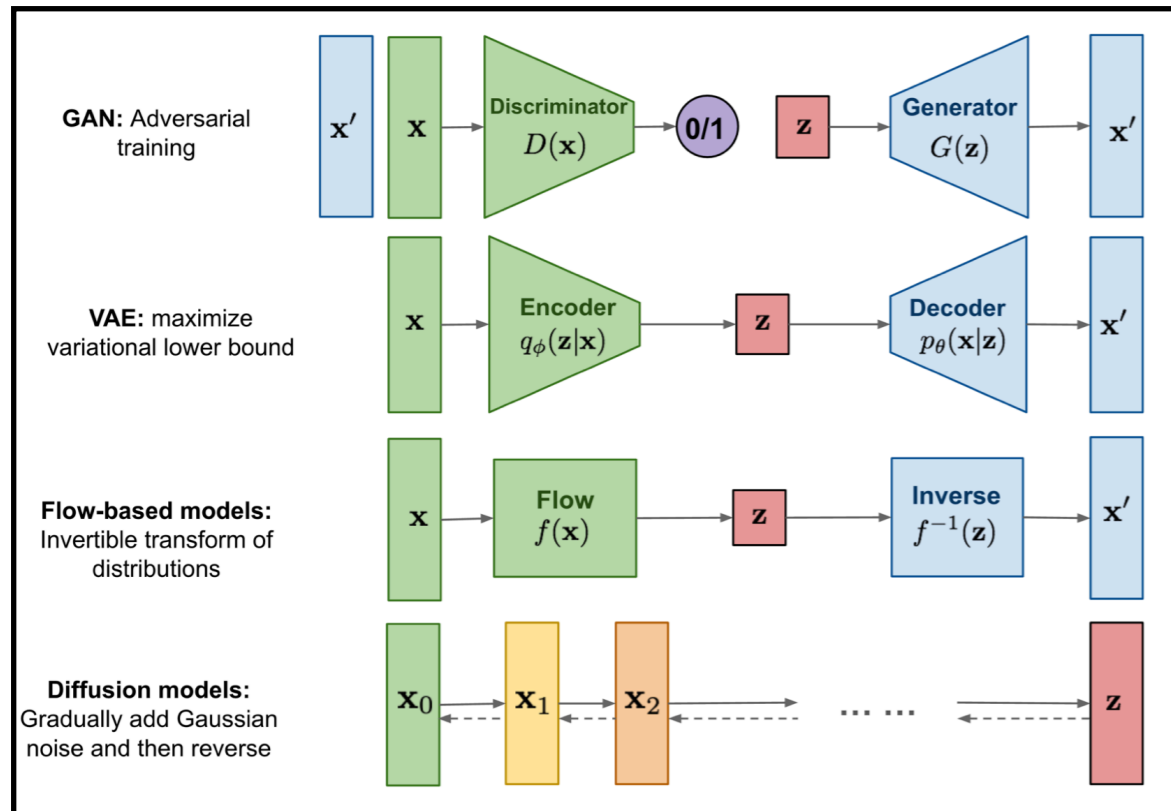 GAN: Adversarial
training
x′
x
Discriminator
D(x)
0/1
z
Generator
G(z)
x′
VAE: maximize
variational lower bound
x
Encoder
qϕ(z|x)
z
Decoder
pθ(x|z)
x′
Flow-based models:
Invertible transform of
distributions
x
Flow
f(x)
z
Inverse
f⁻¹(z)
x′
Diffusion models:
Gradually add Gaussian
noise and then reverse
x₀
x₁
x₂
... ...
z